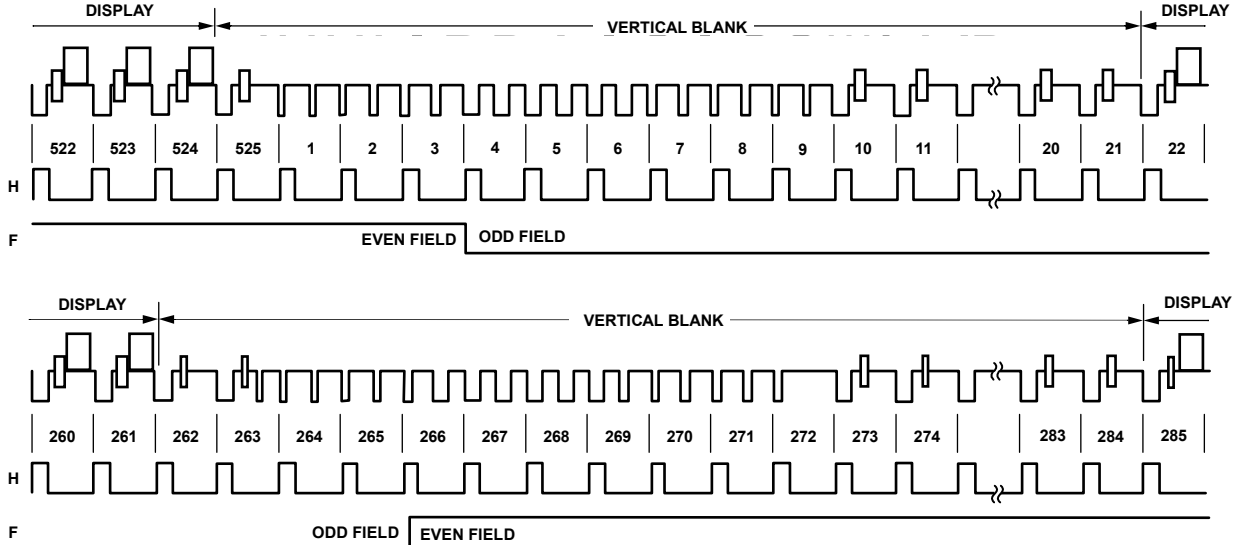 DISPLAY VERTICAL BLANK DISPLAY
522 523 524 525 1 2 3 4 5 6 7 8 9 10 11 20 21 22
H
F EVEN FIELD ODD FIELD
DISPLAY VERTICAL BLANK DISPLAY
260 261 262 263 264 265 266 267 268 269 270 271 272 273 274 283 284 285
H
F ODD FIELD EVEN FIELD